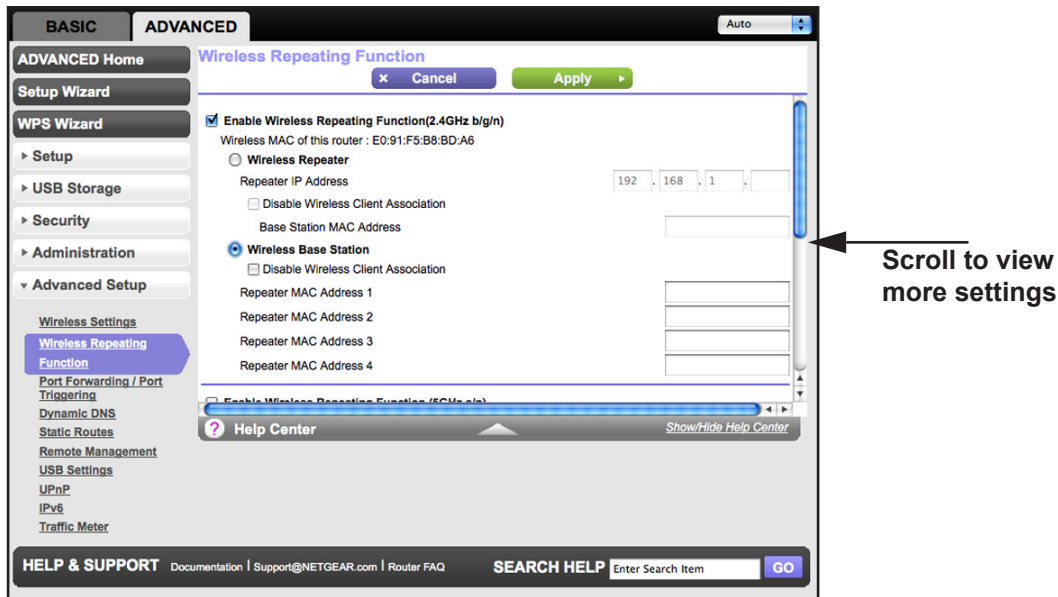 BASIC
ADVANCED
Auto
ADVANCED Home
Setup Wizard
WPS Wizard
Setup
USB Storage
Security
Administration
Advanced Setup
Wireless Settings
Wireless Repeating
Function
Port Forwarding / Port
Triggering
Dynamic DNS
Static Routes
Remote Management
USB Settings
UPnP
IPv6
Traffic Meter
Wireless Repeating Function
× Cancel
Apply
Enable Wireless Repeating Function(2.4GHz b/g/n)
Wireless MAC of this router : E0:91:F5:B8:BD:A6
Wireless Repeater
Repeater IP Address 192 . 168 . 1 .
Disable Wireless Client Association
Base Station MAC Address
Wireless Base Station
Disable Wireless Client Association
Repeater MAC Address 1
Repeater MAC Address 2
Repeater MAC Address 3
Repeater MAC Address 4
Enable Wireless Repeating Function (5GHz a/n)
? Help Center
Show/Hide Help Center
Scroll to view
more settings
HELP & SUPPORT Documentation | Support@NETGEAR.com | Router FAQ
SEARCH HELP Enter Search Item GO